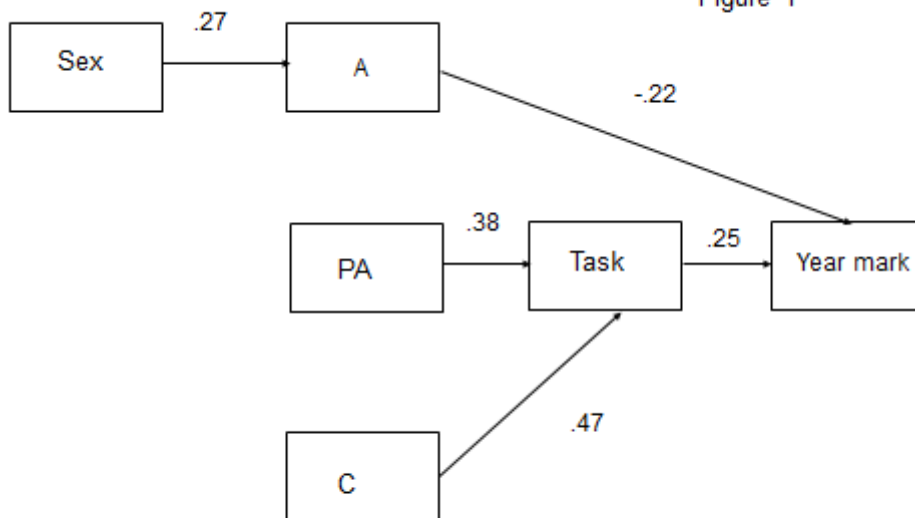 Figure 1
.27
Sex
A
-.22
.38
.25
PA
Task
Year mark
.47
C